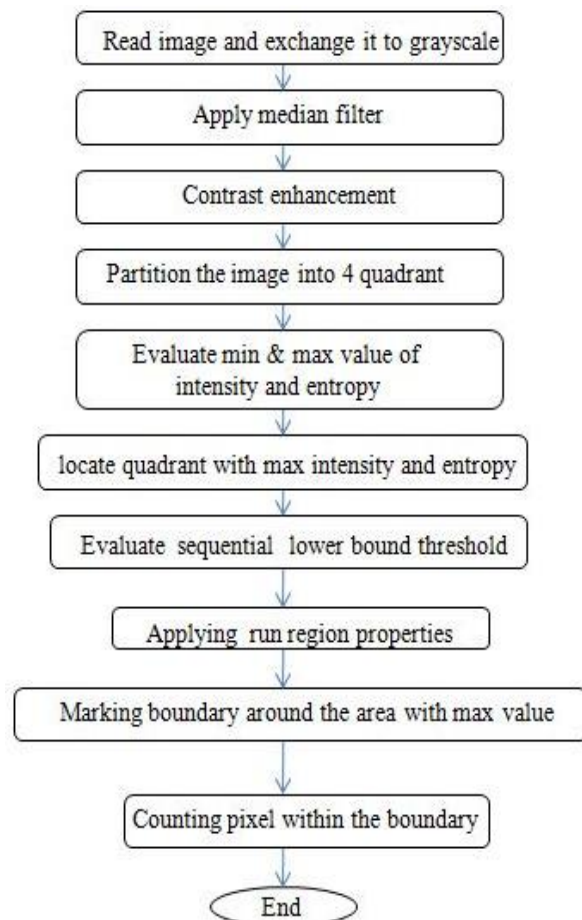 Read image and exchange it to grayscale
Apply median filter
Contrast enhancement
Partition the image into 4 quadrant
Evaluate min & max value of
intensity and entropy
locate quadrant with max intensity and entropy
Evaluate sequential lower bound threshold
Applying run region properties
Marking boundary around the area with max value
Counting pixel within the boundary
End